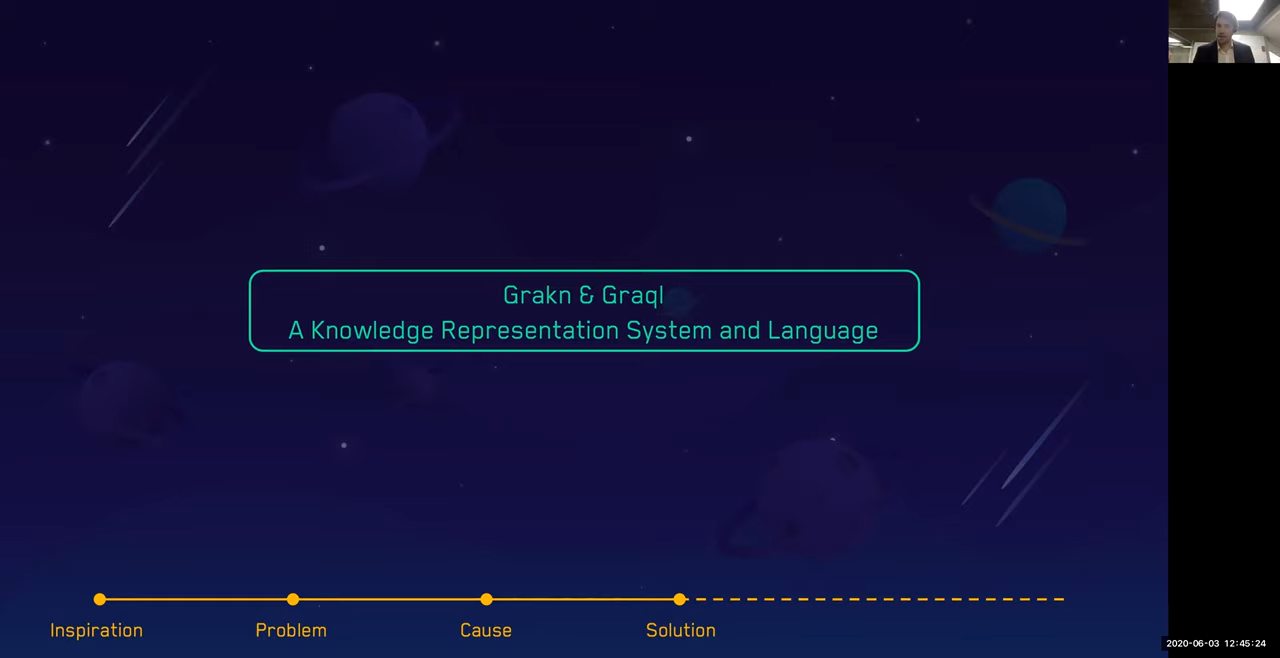 Grakn & Graql
A Knowledge Representation System and Language
Inspiration
Problem
Cause
Solution
2020-06-03 12:45:24